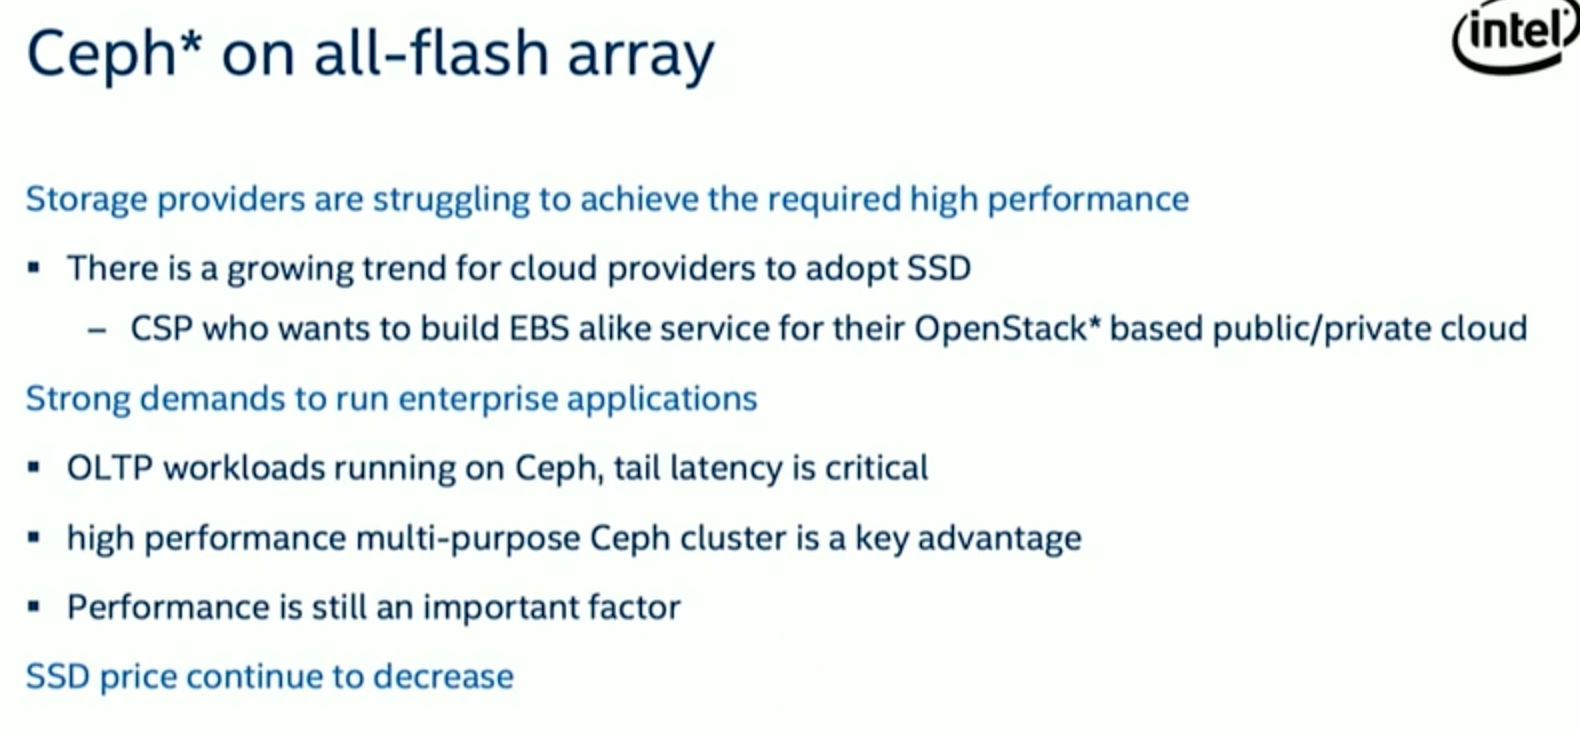 Ceph* on all-flash array
intel
Storage providers are struggling to achieve the required high performance
▪ There is a growing trend for cloud providers to adopt SSD
– CSP who wants to build EBS alike service for their OpenStack* based public/private cloud
Strong demands to run enterprise applications
▪ OLTP workloads running on Ceph, tail latency is critical
▪ high performance multi-purpose Ceph cluster is a key advantage
▪ Performance is still an important factor
SSD price continue to decrease